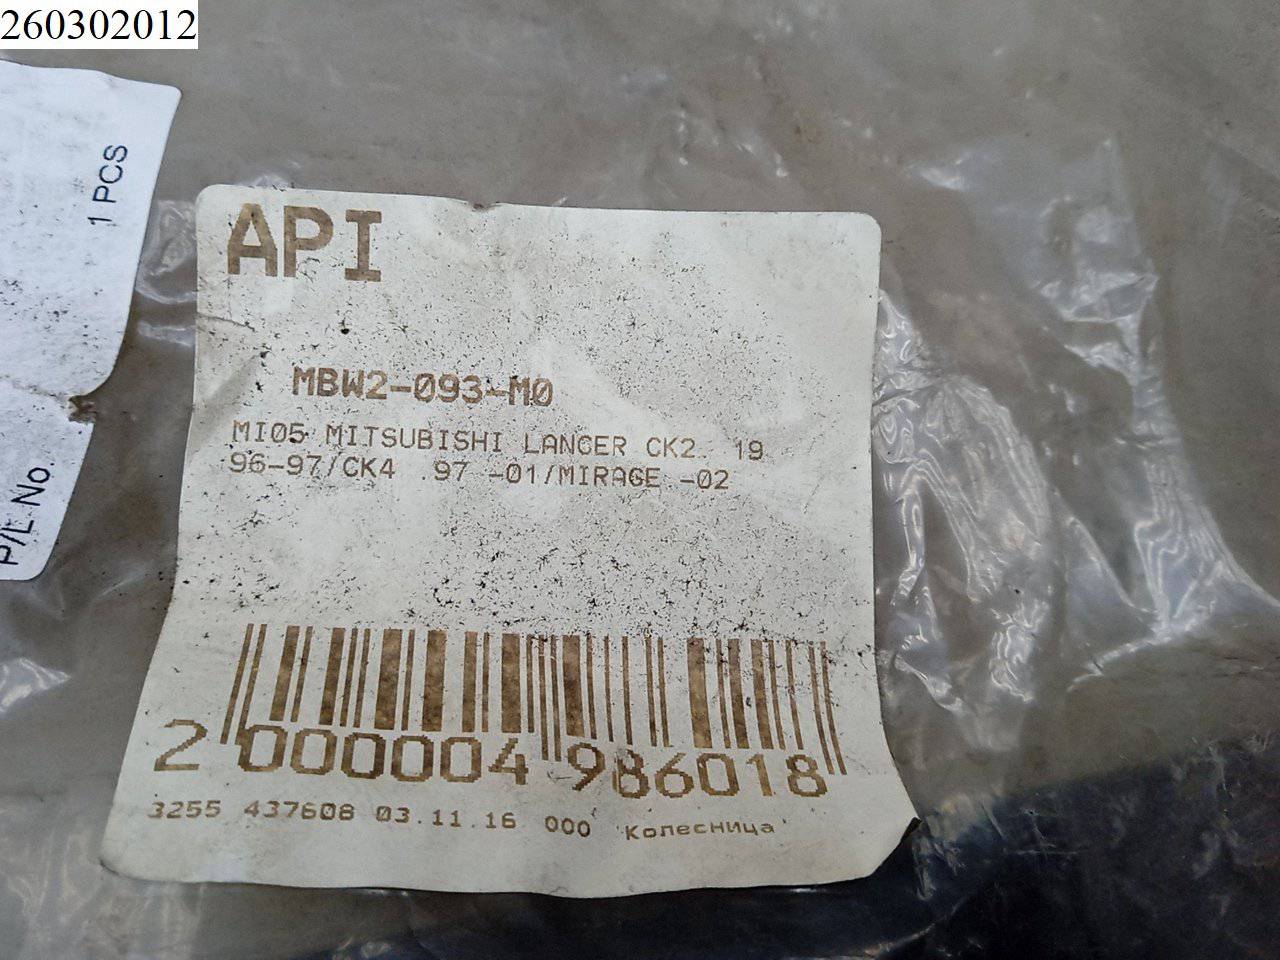 260302012
1 PCS
P/L No.
API
MBW2-093-M0
MI05 MITSUBISHI LANCER CK2 19
96-97/CK4 97 -01/MIRAGE -02
2 000004 986018
3255 437608 03.11.16 000 'Колесница'